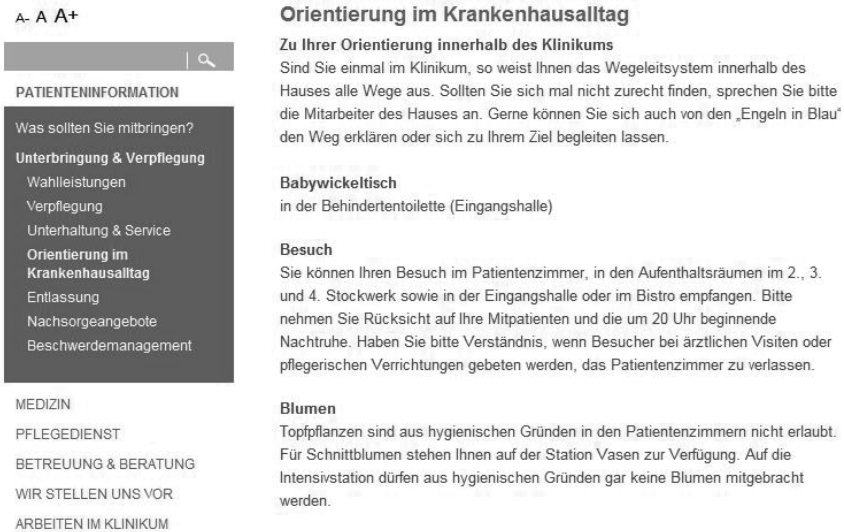 A- A A+
PATIENTENINFORMATION
Was sollten Sie mitbringen?
Unterbringung & Verpflegung
Wahlleistungen
Verpflegung
Unterhaltung & Service
Orientierung im
Krankenhausalltag
Entlassung
Nachsorgeangebote
Beschwerdemanagement
MEDIZIN
PFLEGEDIENST
BETREUUNG & BERATUNG
WIR STELLEN UNS VOR
ARBEITEN IM KLINIKUM
Orientierung im Krankenhausalltag
Zu Ihrer Orientierung innerhalb des Klinikums
Sind Sie einmal im Klinikum, so weist Ihnen das Wegeleitsystem innerhalb des
Hauses alle Wege aus. Sollten Sie sich mal nicht zurecht finden, sprechen Sie bitte
die Mitarbeiter des Hauses an. Gerne können Sie sich auch von den „Engeln in Blau“
den Weg erklären oder sich zu Ihrem Ziel begleiten lassen.
Babywickeltisch
in der Behindertentoilette (Eingangshalle)
Besuch
Sie können Ihren Besuch im Patientenzimmer, in den Aufenthaltsräumen im 2., 3.
und 4. Stockwerk sowie in der Eingangshalle oder im Bistro empfangen. Bitte
nehmen Sie Rücksicht auf Ihre Mitpatienten und die um 20 Uhr beginnende
Nachtruhe. Haben Sie bitte Verständnis, wenn Besucher bei ärztlichen Visiten oder
pflegerischen Verrichtungen gebeten werden, das Patientenzimmer zu verlassen.
Blumen
Topfpflanzen sind aus hygienischen Gründen in den Patientenzimmern nicht erlaubt.
Für Schnittblumen stehen Ihnen auf der Station Vasen zur Verfügung. Auf die
Intensivstation dürfen aus hygienischen Gründen gar keine Blumen mitgebracht
werden.